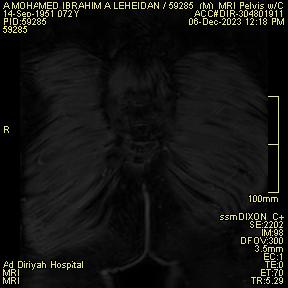 A MOHAMED IBRAHIM A LEHEIDAN / 59285 (M) MRI Pelvis w/C
14-Sep-1951 072Y ACC#DIR-304801911
PID:59285 06-Dec-2023 12:18 PM
59285
R
100mm
ssmDIXON_C+
SE:2202
IM:98
DFOV:300
3.5mm
EC:1
Ad Diriyah Hospital TE:0
MRI ET:70
MRI TR:5.29